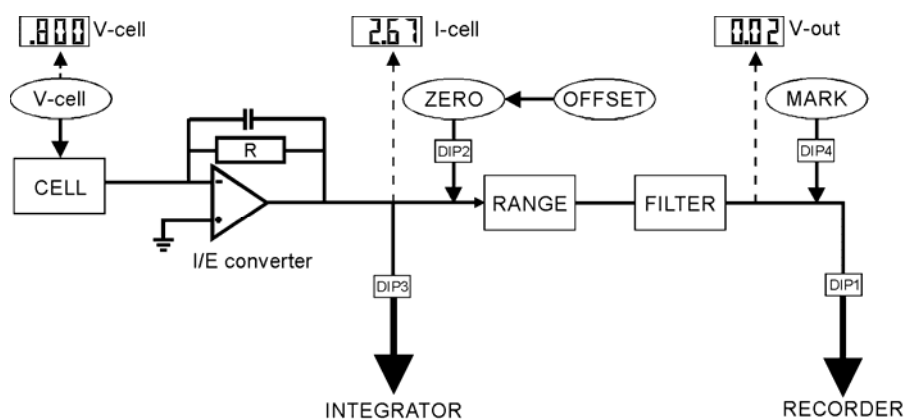 .800 V-cell
2.67 I-cell
0.02 V-out
V-cell
ZERO
OFFSET
MARK
R
DIP2
DIP4
CELL
-
+
RANGE
FILTER
I/E converter
DIP3
DIP1
INTEGRATOR
RECORDER